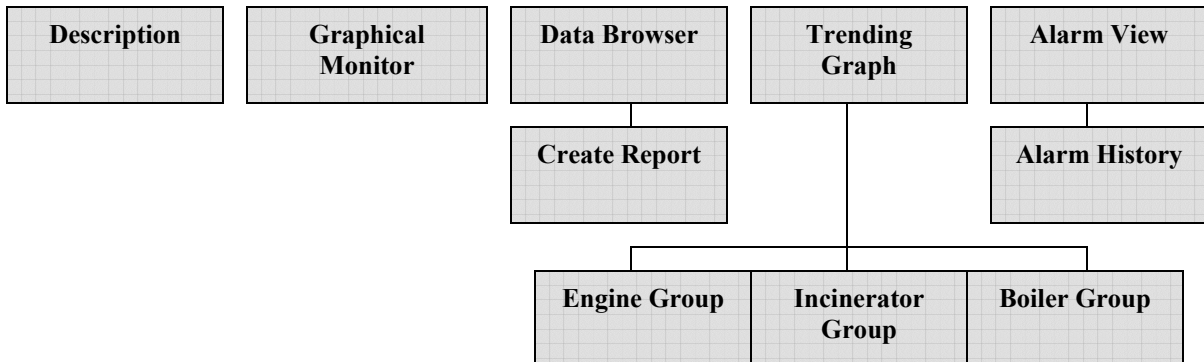 Description
Graphical
Monitor
Data Browser
Trending
Graph
Alarm View
Create Report
Alarm History
Engine Group
Incinerator
Group
Boiler Group